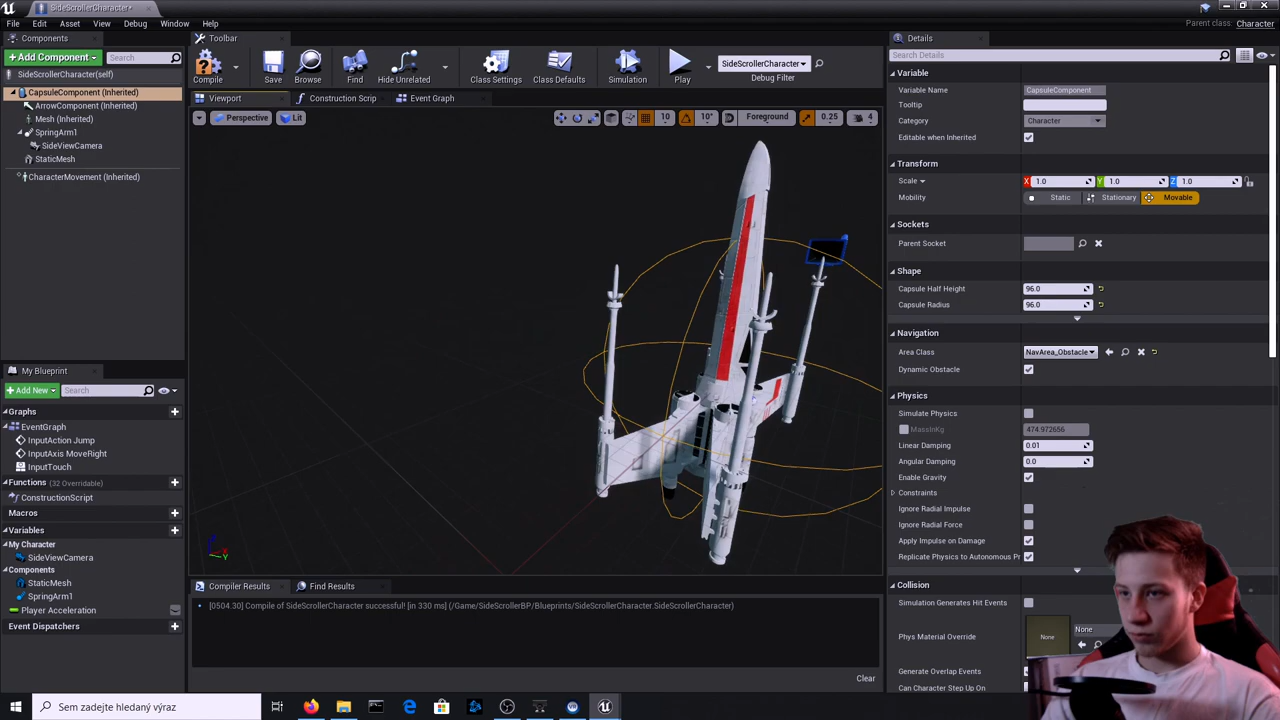 SideScrollerCharacter*
File Edit Asset View Debug Window Help
Parent class: Character
Components
+Add Component
Search
SideScrollerCharacter(self)
CapsuleComponent (Inherited)
ArrowComponent (Inherited)
Mesh (Inherited)
SpringArm1
SideViewCamera
StaticMesh
CharacterMovement (Inherited)
My Blueprint
+Add New
Search
Graphs
EventGraph
InputAction Jump
InputAxis MoveRight
InputTouch
Functions (32 Overridable)
ConstructionScript
Macros
Variables
My Character
SideViewCamera
Components
StaticMesh
SpringArm1
Player Acceleration
Event Dispatchers
Toolbar
Compile
Save
Browse
Find
Hide Unrelated
Class Settings
Class Defaults
Simulation
Play
SideScrollerCharacter
Debug Filter
Viewport
Construction Scrip
Event Graph
Perspective
Lit
10
10°
Foreground
0.25
4
Compiler Results
Find Results
[0504.30] Compile of SideScrollerCharacter successful! [in 330 ms] (/Game/SideScrollerBP/Blueprints/SideScrollerCharacter.SideScrollerCharacter)
Clear
Details
Search Details
Variable
Variable Name CapsuleComponent
Tooltip
Category Character
Editable when Inherited
Transform
Scale X 1.0 Y 1.0 Z 1.0
Mobility Static Stationary Movable
Sockets
Parent Socket
Shape
Capsule Half Height 96.0
Capsule Radius 96.0
Navigation
Area Class NavArea_Obstacle
Dynamic Obstacle
Physics
Simulate Physics
MassInKg 474.972656
Linear Damping 0.01
Angular Damping 0.0
Enable Gravity
Constraints
Ignore Radial Impulse
Ignore Radial Force
Apply Impulse on Damage
Replicate Physics to Autonomous Pr
Collision
Simulation Generates Hit Events
Phys Material Override None None
Generate Overlap Events
Can Character Step Up On
Sem zadejte hledaný výraz